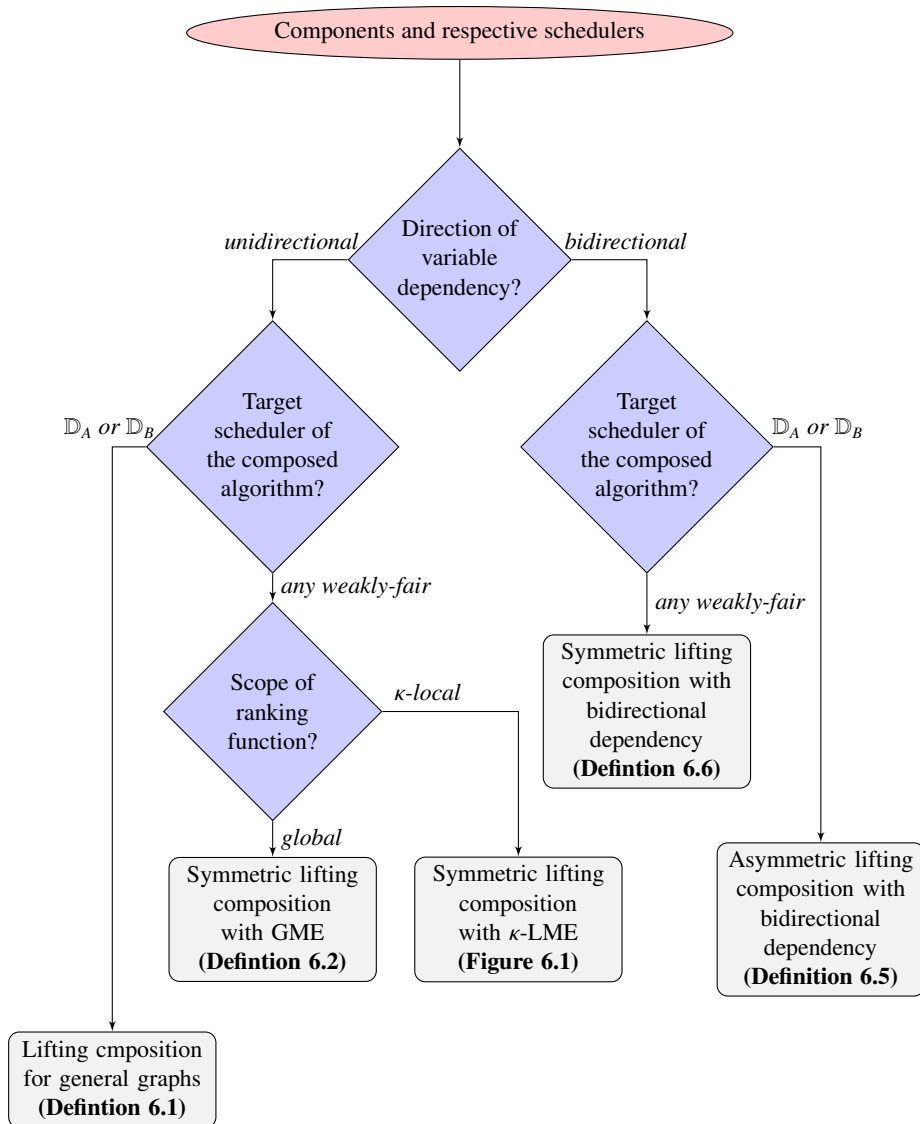 Components and respective schedulers
Direction of
variable
dependency?
unidirectional
bidirectional
Target
scheduler of
the composed
algorithm?
𝔻A or 𝔻B
any weakly-fair
Target
scheduler of
the composed
algorithm?
𝔻A or 𝔻B
any weakly-fair
Scope of
ranking
function?
κ-local
global
Symmetric lifting
composition with
bidirectional
dependency
(Defintion 6.6)
Symmetric lifting
composition
with GME
(Defintion 6.2)
Symmetric lifting
composition
with κ-LME
(Figure 6.1)
Asymmetric lifting
composition with
bidirectional
dependency
(Definition 6.5)
Lifting cmposition
for general graphs
(Defintion 6.1)